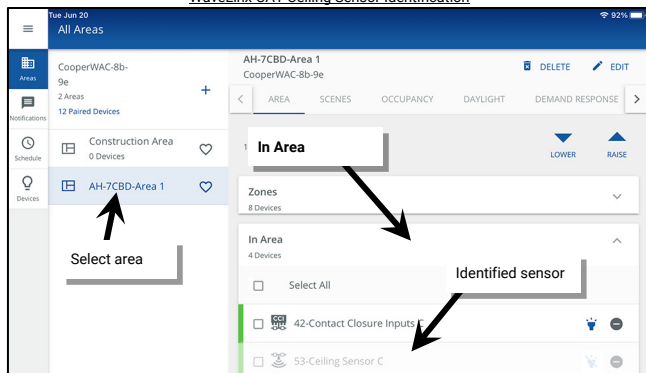 WaveLinx CAT Ceiling Sensor Identification
Tue Jun 20
92%
All Areas
Areas
Notifications
Schedule
Devices
CooperWAC-8b-
9e
2 Areas
12 Paired Devices
+
Construction Area
0 Devices
AH-7CBD-Area 1
Select area
AH-7CBD-Area 1
CooperWAC-8b-9e
DELETE
EDIT
AREA SCENES OCCUPANCY DAYLIGHT DEMAND RESPONSE
1
In Area
LOWER
RAISE
Zones
8 Devices
In Area
4 Devices
Identified sensor
Select All
CCI
42-Contact Closure Inputs C
53-Ceiling Sensor C